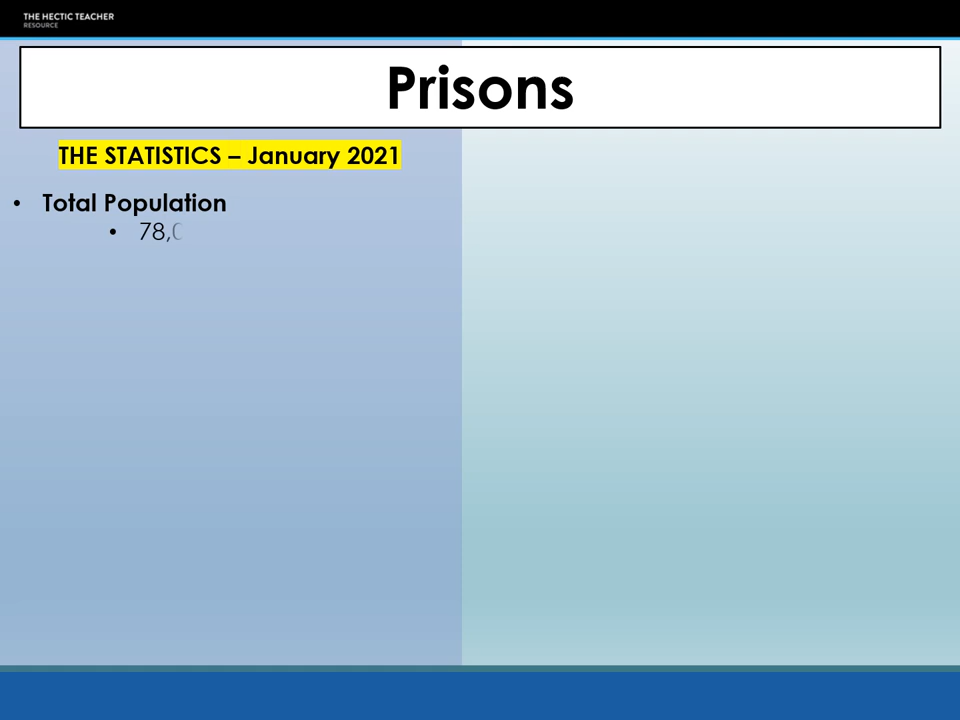 THE HECTIC TEACHER
RESOURCE
Prisons
THE STATISTICS – January 2021
• Total Population
• 78,